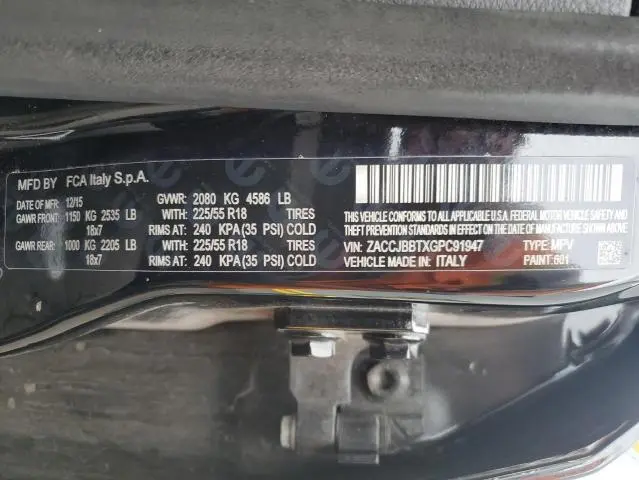 MFD BY FCA Italy S.p.A.
DATE OF MFR: 12/15 GVWR: 2080 KG 4586 LB
GAWR FRONT: 1150 KG 2535 LB WITH: 225/55 R18 TIRES
18x7 RIMS AT: 240 KPA(35 PSI) COLD
GAWR REAR: 1000 KG 2205 LB WITH: 225/55 R18 TIRES
18x7 RIMS AT: 240 KPA(35 PSI) COLD
THIS VEHICLE CONFORMS TO ALL APPLICABLE U.S.A. FEDERAL MOTOR VEHICLE SAFETY, BUMPER, AND
THEFT PREVENTION STANDARDS IN EFFECT ON THE DATE OF MANUFACTURE SHOWN ABOVE.
VIN: ZACCJBBTXGPC91947 TYPE: MPV
VEHICLE MADE IN: ITALY PAINT: 601